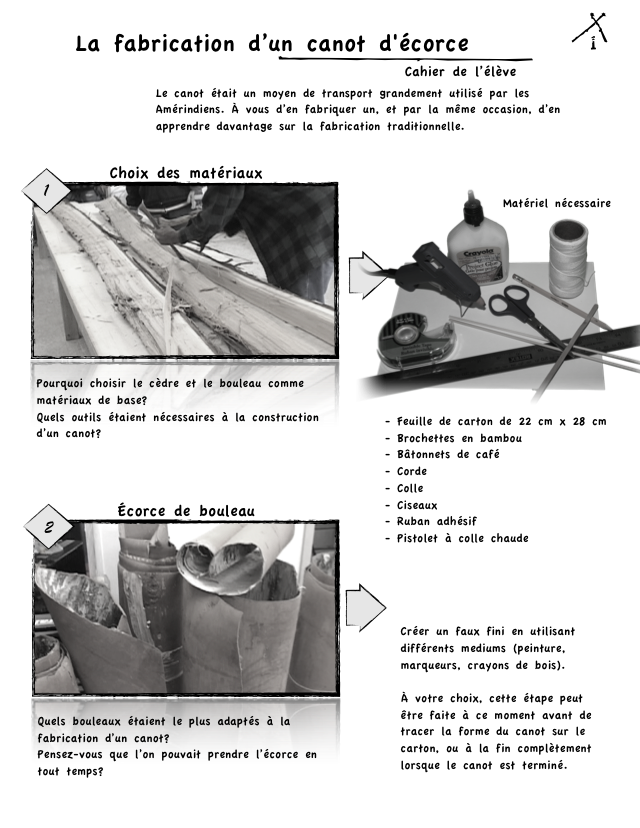 La fabrication d'un canot d'écorce
Cahier de l'élève
Le canot était un moyen de transport grandement utilisé par les
Amérindiens. À vous d'en fabriquer un, et par la même occasion, d'en
apprendre davantage sur la fabrication traditionnelle.
Choix des matériaux
1
Pourquoi choisir le cèdre et le bouleau comme
matériaux de base?
Quels outils étaient nécessaires à la construction
d'un canot?
Matériel nécessaire
Crayola
- Feuille de carton de 22 cm x 28 cm
- Brochettes en bambou
- Bâtonnets de café
- Corde
- Colle
- Ciseaux
- Ruban adhésif
- Pistolet à colle chaude
Écorce de bouleau
2
Quels bouleaux étaient le plus adaptés à la
fabrication d'un canot?
Pensez-vous que l'on pouvait prendre l'écorce en
tout temps?
Créer un faux fini en utilisant
différents mediums (peinture,
marqueurs, crayons de bois).
À votre choix, cette étape peut
être faite à ce moment avant de
tracer la forme du canot sur le
carton, ou à la fin complètement
lorsque le canot est terminé.